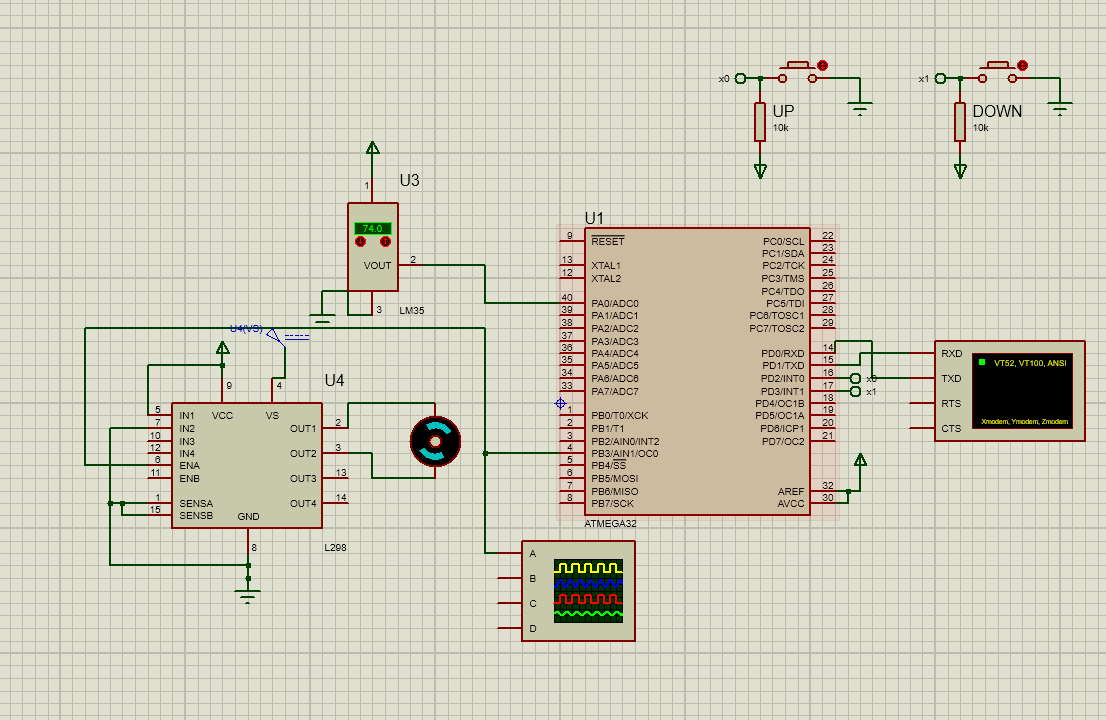 x0
UP
10k
x1
DOWN
10k
U3
1
74.0
VOUT
2
3
LM35
U1
9
RESET
13
XTAL1
12
XTAL2
40
PA0/ADC0
39
PA1/ADC1
38
PA2/ADC2
37
PA3/ADC3
36
PA4/ADC4
35
PA5/ADC5
34
PA6/ADC6
33
PA7/ADC7
1
PB0/T0/XCK
2
PB1/T1
3
PB2/AIN0/INT2
4
PB3/AIN1/OC0
5
PB4/SS
6
PB5/MOSI
7
PB6/MISO
8
PB7/SCK
PC0/SCL
22
PC1/SDA
23
PC2/TCK
24
PC3/TMS
25
PC4/TDO
26
PC5/TDI
27
PC6/TOSC1
28
PC7/TOSC2
29
PD0/RXD
14
PD1/TXD
15
PD2/INT0
16
x0
PD3/INT1
17
x1
PD4/OC1B
18
PD5/OC1A
19
PD6/ICP1
20
PD7/OC2
21
AREF
32
AVCC
30
ATMEGA32
RXD
TXD
RTS
CTS
VT52, VT100, ANSI
Xmodem, Ymodem, Zmodem
U4(VS)
U4
9
4
VCC
VS
5
IN1
7
IN2
10
IN3
12
IN4
6
ENA
11
ENB
1
SENSA
15
SENSB
OUT1
2
OUT2
3
OUT3
13
OUT4
14
GND
8
L298
A
B
C
D